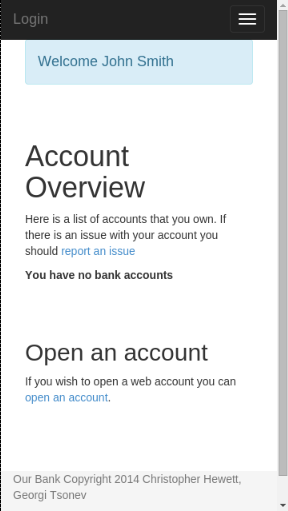 Login
Welcome John Smith
Account
Overview
Here is a list of accounts that you own. If
there is an issue with your account you
should report an issue
You have no bank accounts
Open an account
If you wish to open a web account you can
open an account.
Our Bank Copyright 2014 Christopher Hewett,
Georgi Tsonev